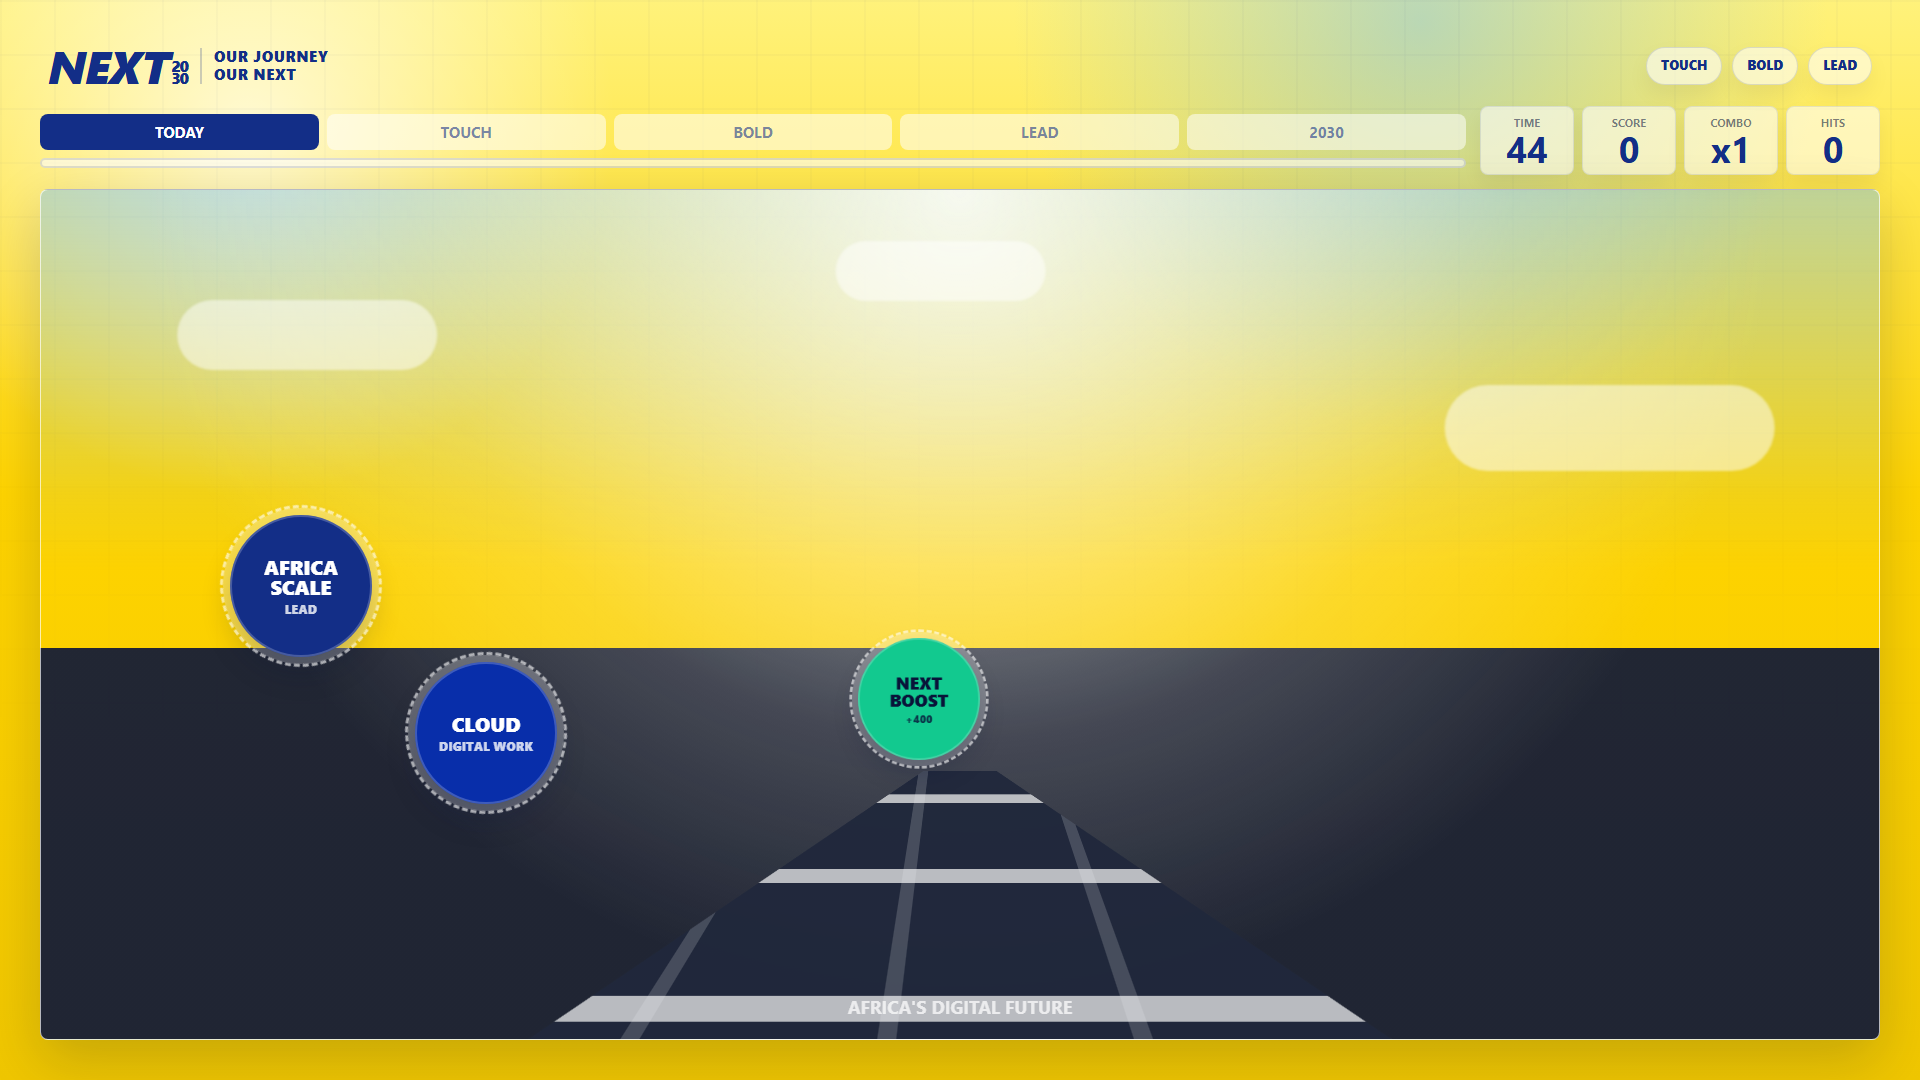 NEXT 20 30
OUR JOURNEY
OUR NEXT
TOUCH
BOLD
LEAD
TODAY
TOUCH
BOLD
LEAD
2030
TIME
44
SCORE
0
COMBO
x1
HITS
0
AFRICA
SCALE
LEAD
CLOUD
DIGITAL WORK
NEXT
BOOST
+400
AFRICA'S DIGITAL FUTURE